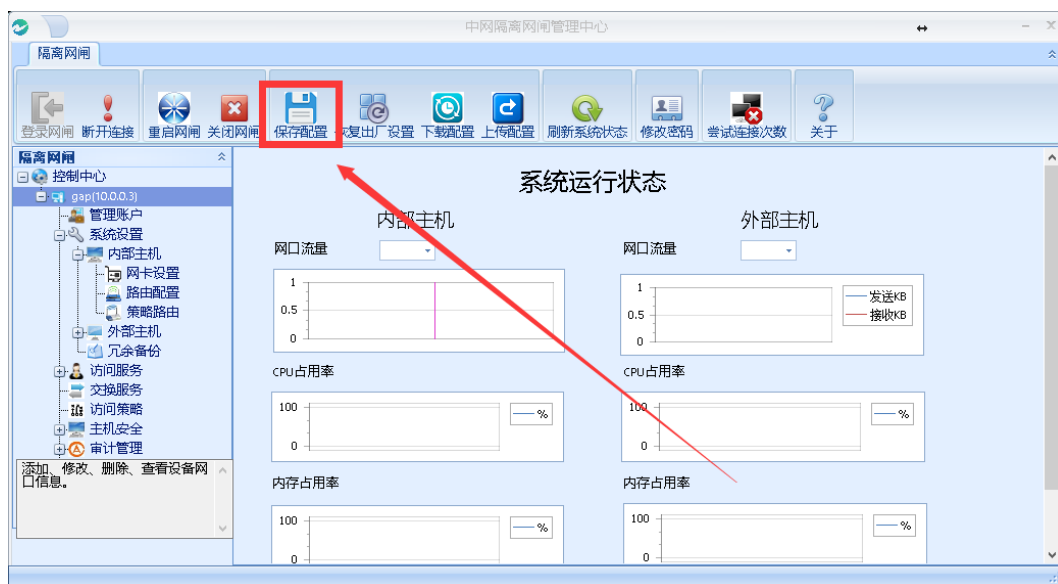 中网隔离网闸管理中心
隔离网闸
登录网闸 断开连接 重启网闸 关闭网闸 保存配置 恢复出厂设置 下载配置 上传配置 刷新系统状态 修改密码 尝试连接次数 关于
隔离网闸
控制中心
gap(10.0.0.3)
管理账户
系统设置
内部主机
网卡设置
路由配置
策略路由
外部主机
冗余备份
访问服务
交换服务
访问策略
主机安全
审计管理
添加、修改、删除、查看设备网
口信息。
系统运行状态
内部主机
网口流量
1
0.5
0
CPU占用率
100
%
0
内存占用率
100
%
0
外部主机
网口流量
1
0.5
0
发送KB
接收KB
CPU占用率
100
%
0
内存占用率
100
%
0